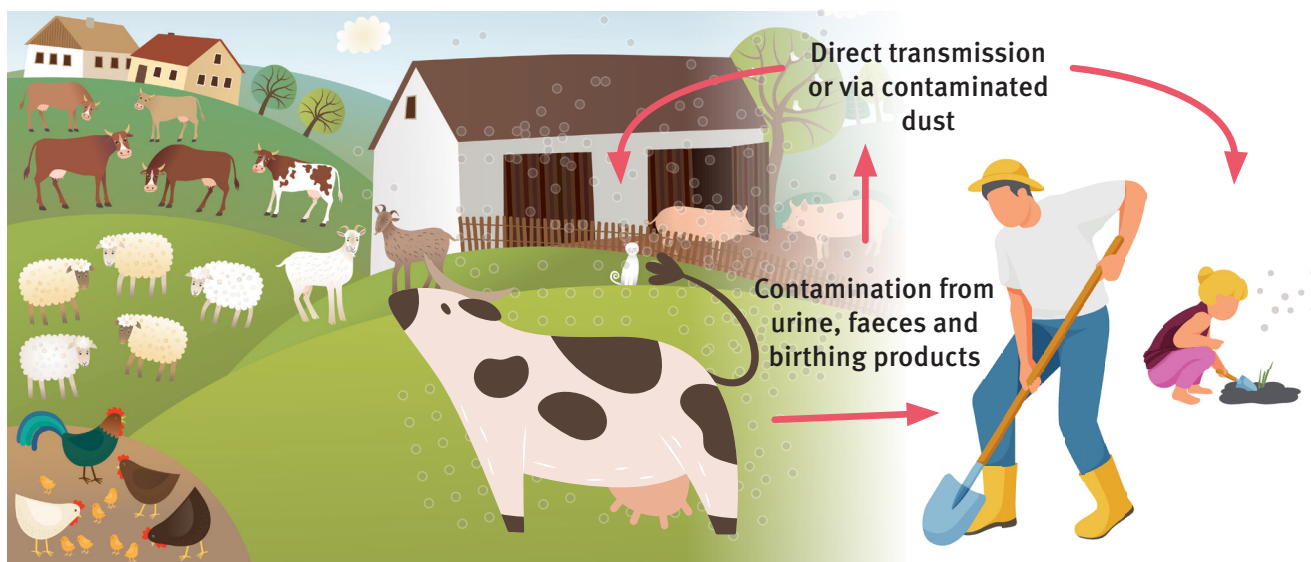 Direct transmission
or via contaminated
dust
Contamination from
urine, faeces and
birthing products